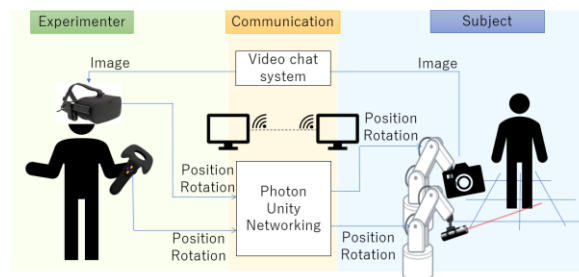 Experimenter
Communication
Subject
Image
Video chat
system
Image
Position
Rotation
Position
Rotation
Photon
Unity
Networking
Position
Rotation
Position
Rotation